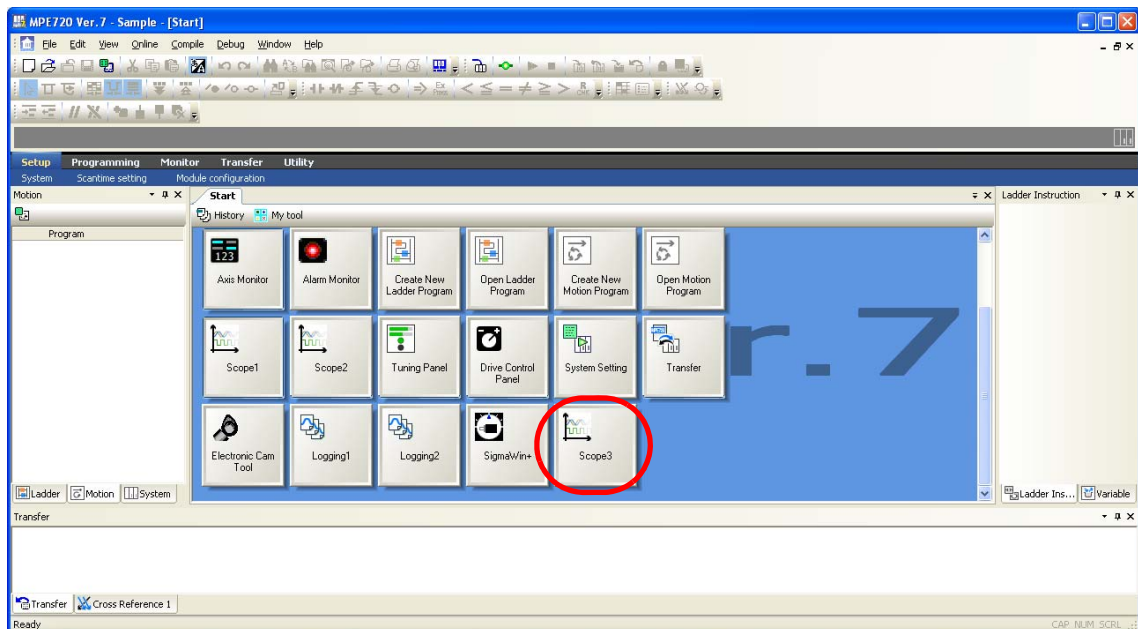 MPE720 Ver.7 - Sample - [Start]
File Edit View Online Compile Debug Window Help
Setup Programming Monitor Transfer Utility
System Scantime setting Module configuration
Motion
Start
Ladder Instruction
History My tool
Program
123
Axis Monitor
Alarm Monitor
Create New
Ladder Program
Open Ladder
Program
Create New
Motion Program
Open Motion
Program
r.7
Scope1
Scope2
Tuning Panel
Drive Control
Panel
System Setting
Transfer
Electronic Cam
Tool
Logging1
Logging2
SigmaWin+
Scope3
Ladder Motion System
Ladder Ins... Variable
Transfer
Transfer Cross Reference 1
Ready
CAP NUM SCRL